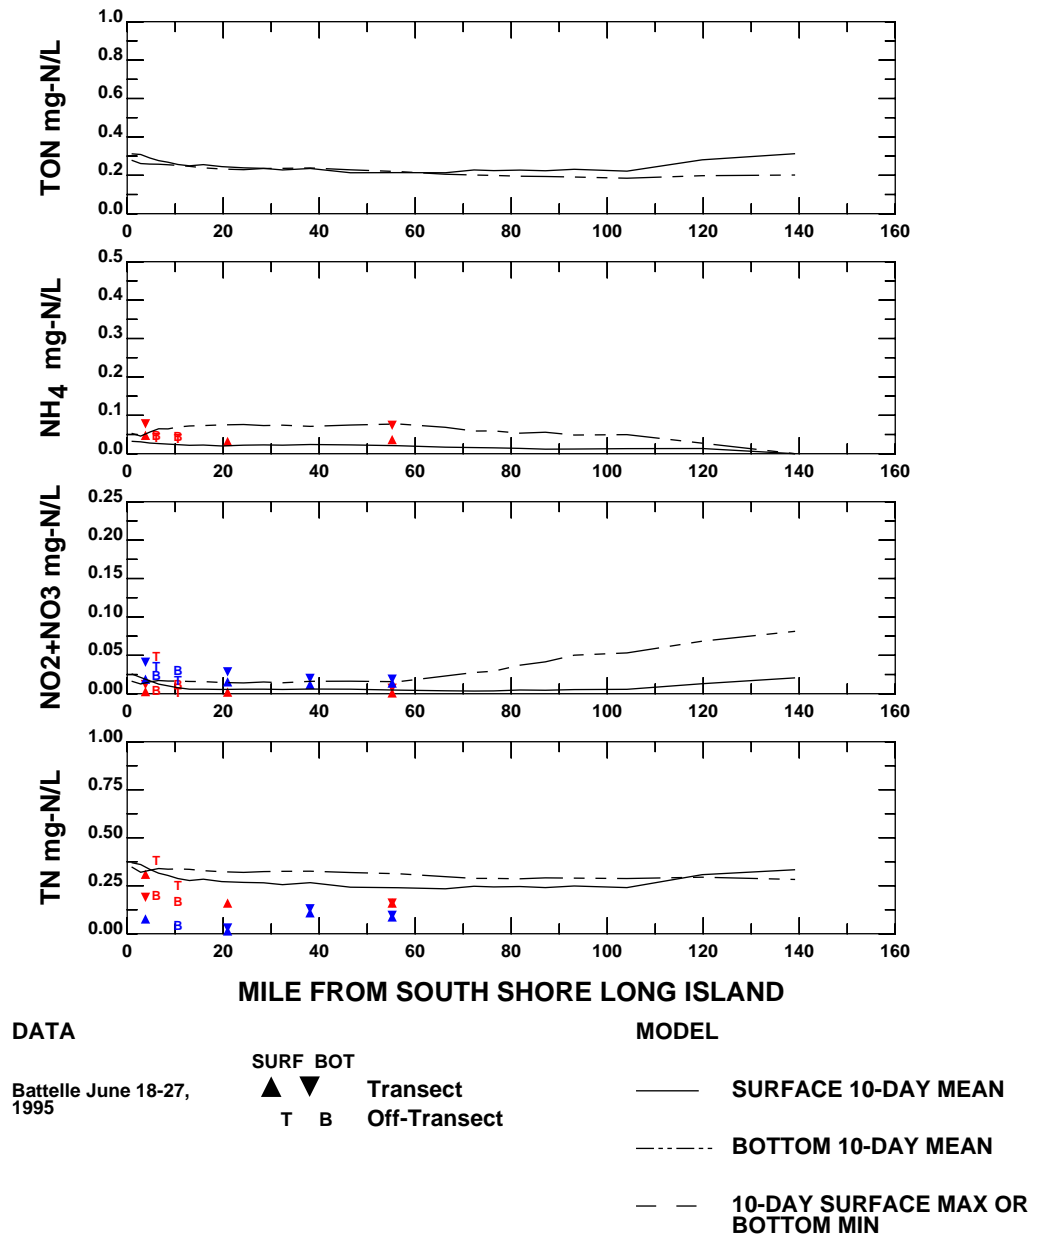 TON mg-N/L
1.0
0.8
0.6
0.4
0.2
0.0
0 20 40 60 80 100 120 140 160
NH4 mg-N/L
0.5
0.4
0.3
0.2
0.1
0.0
B T B T
0 20 40 60 80 100 120 140 160
NO2+NO3 mg-N/L
0.25
0.20
0.15
0.10
0.05
0.00
T T B B B T B T
0 20 40 60 80 100 120 140 160
TN mg-N/L
1.00
0.75
0.50
0.25
0.00
T B T B B
0 20 40 60 80 100 120 140 160
MILE FROM SOUTH SHORE LONG ISLAND
DATA
SURF BOT
Battelle June 18-27,
1995
Transect
T B Off-Transect
MODEL
SURFACE 10-DAY MEAN
BOTTOM 10-DAY MEAN
10-DAY SURFACE MAX OR
BOTTOM MIN